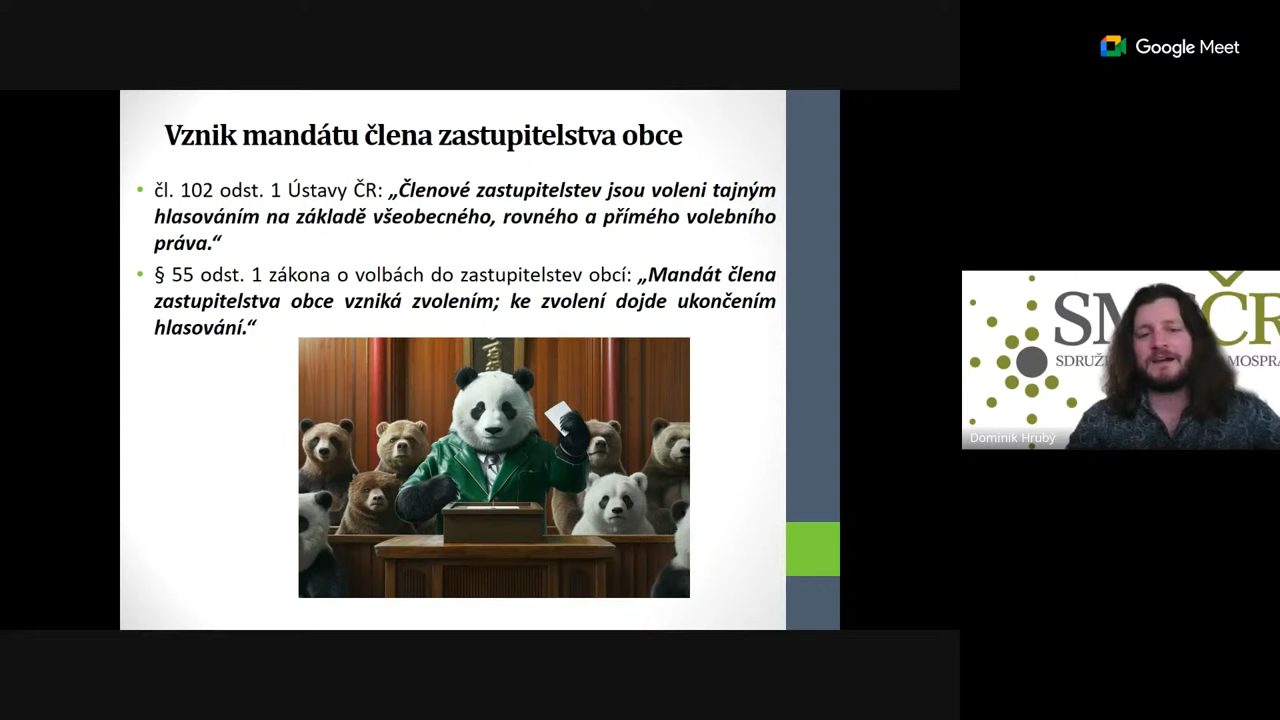 Google Meet
Vznik mandátu člena zastupitelstva obce
• čl. 102 odst. 1 Ústavy ČR: „Členové zastupitelstev jsou voleni tajným
hlasováním na základě všeobecného, rovného a přímého volebního
práva.“
• § 55 odst. 1 zákona o volbách do zastupitelstev obcí: „Mandát člena
zastupitelstva obce vzniká zvolením; ke zvolení dojde ukončením
hlasování.“
Dominik Hrubý